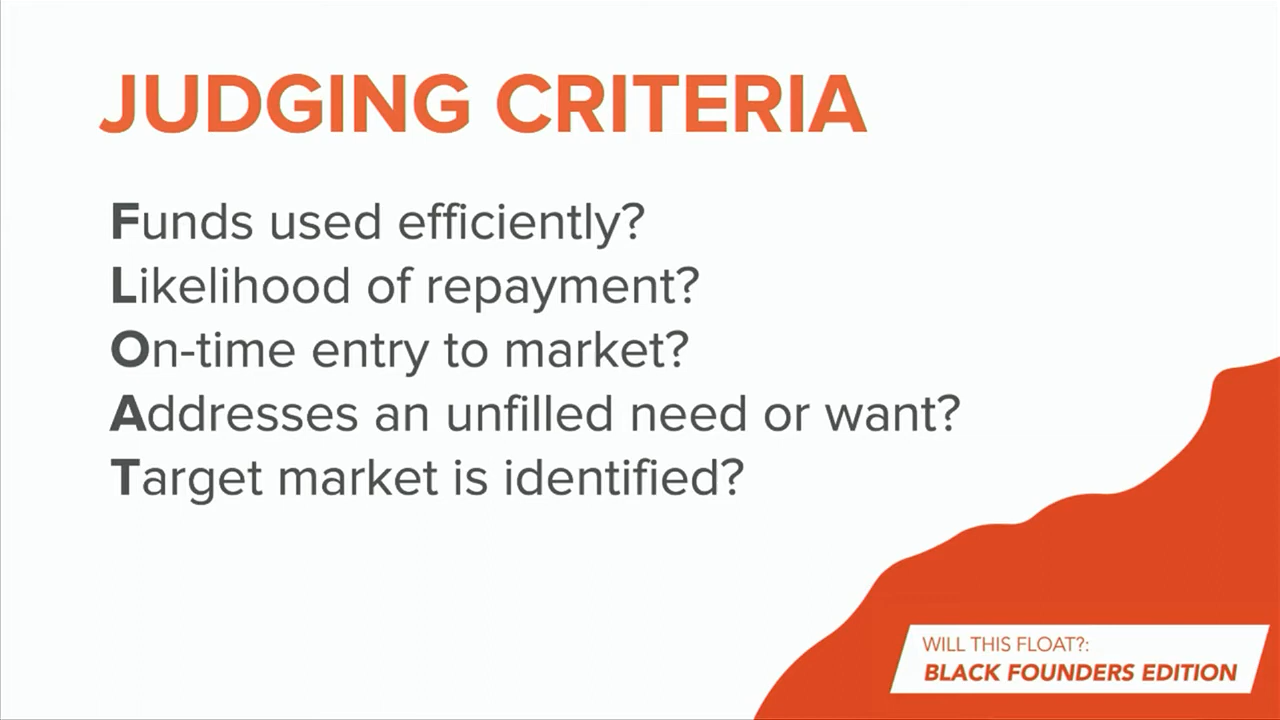 JUDGING CRITERIA
Funds used efficiently?
Likelihood of repayment?
On-time entry to market?
Addresses an unfilled need or want?
Target market is identified?
WILL THIS FLOAT?:
BLACK FOUNDERS EDITION